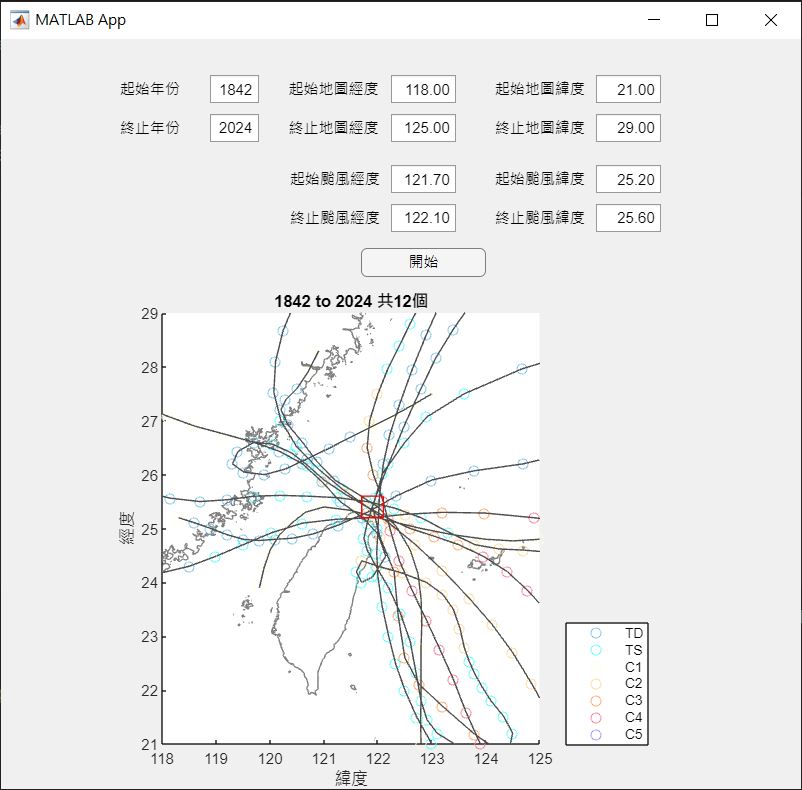 MATLAB App
起始年份 1842 起始地圖經度 118.00 起始地圖緯度 21.00
終止年份 2024 終止地圖經度 125.00 終止地圖緯度 29.00
起始颱風經度 121.70 起始颱風緯度 25.20
終止颱風經度 122.10 終止颱風緯度 25.60
開始
1842 to 2024 共12個
29
28
27
26
25
24
23
22
21
經度
118 119 120 121 122 123 124 125
緯度
TD
TS
C1
C2
C3
C4
C5